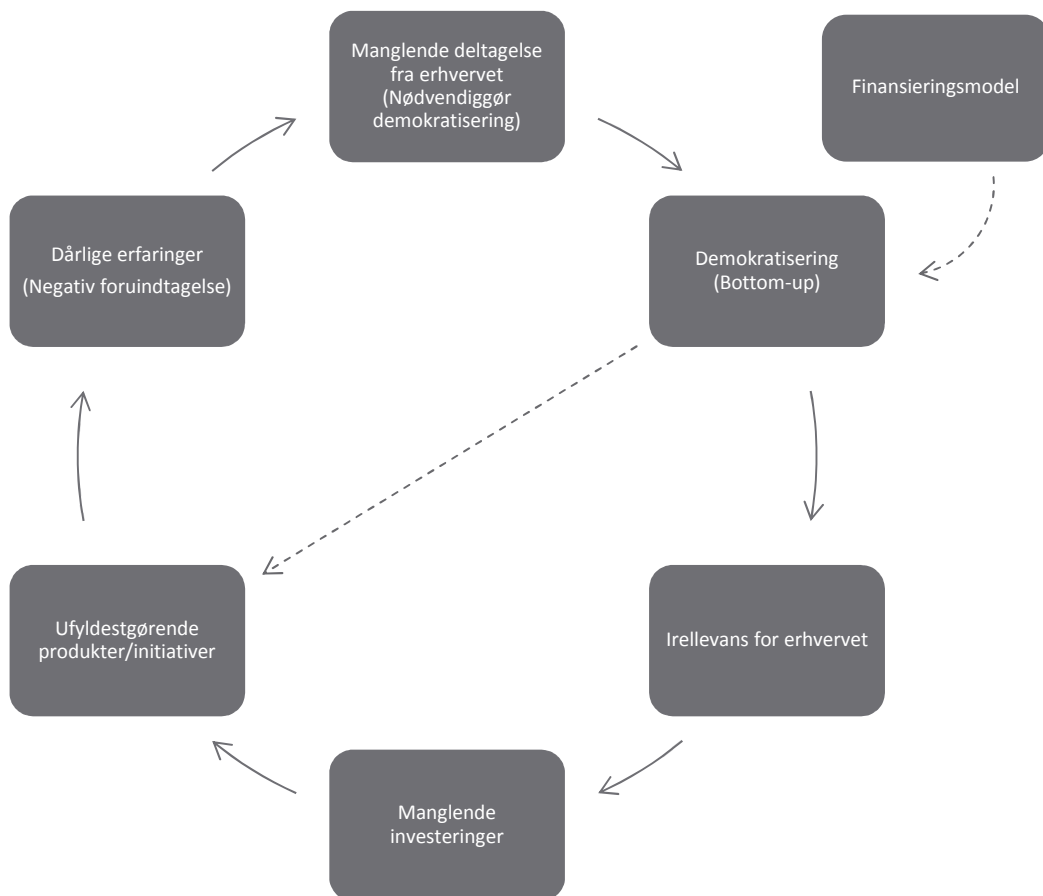 Manglende deltagelse
fra erhvervet
(Nødvendiggør
demokratisering)
Finansieringsmodel
Demokratisering
(Bottom-up)
Irellevans for erhvervet
Manglende
investeringer
Ufyldestgørende
produkter/initiativer
Dårlige erfaringer
(Negativ foruindtagelse)